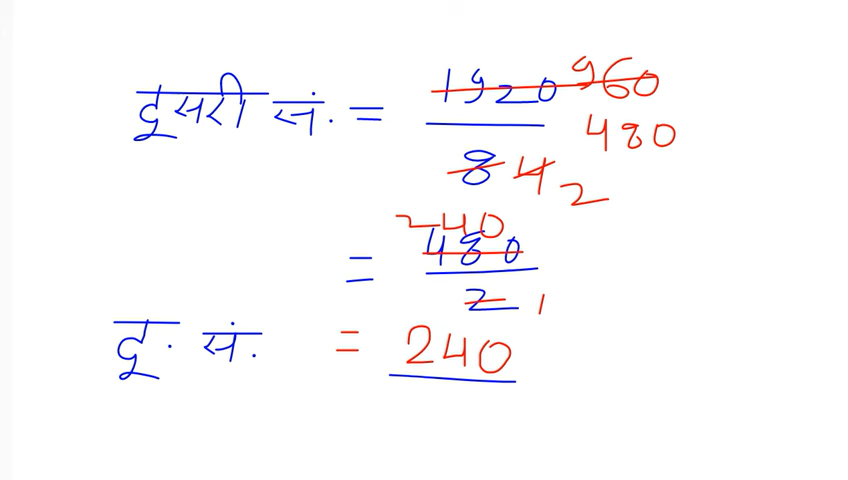 दूसरी सं. = 1920 960
480
8 4 2
240
= 480
2 1
दू. सं. = 240